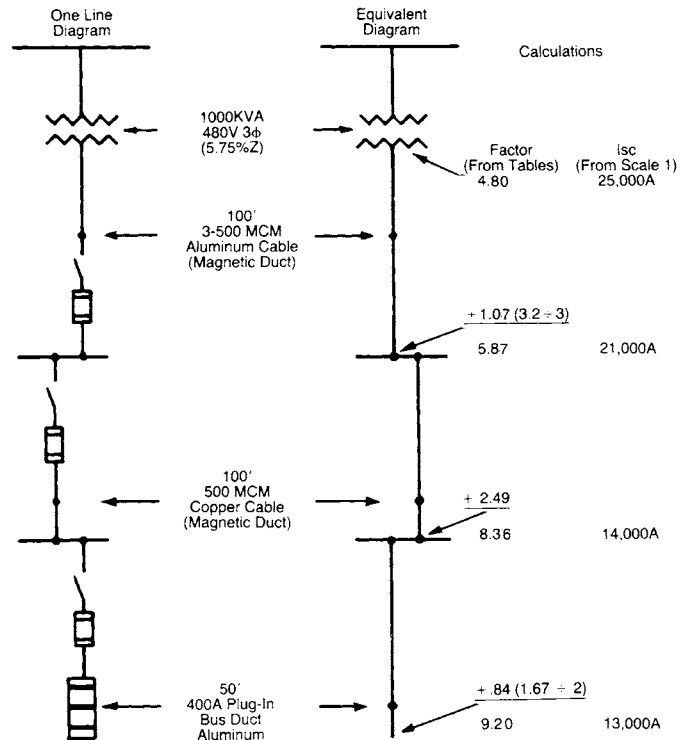 One Line
Diagram
Equivalent
Diagram
Calculations
1000KVA
480V 3ϕ
(5.75%Z)
Factor
(From Tables)
4.80
Isc
(From Scale 1)
25,000A
100'
3-500 MCM
Aluminum Cable
(Magnetic Duct)
+ 1.07 (3.2 ÷ 3)
5.87
21,000A
100'
500 MCM
Copper Cable
(Magnetic Duct)
+ 2.49
8.36
14,000A
50'
400A Plug-In
Bus Duct
Aluminum
+ .84 (1.67 ÷ 2)
9.20
13,000A